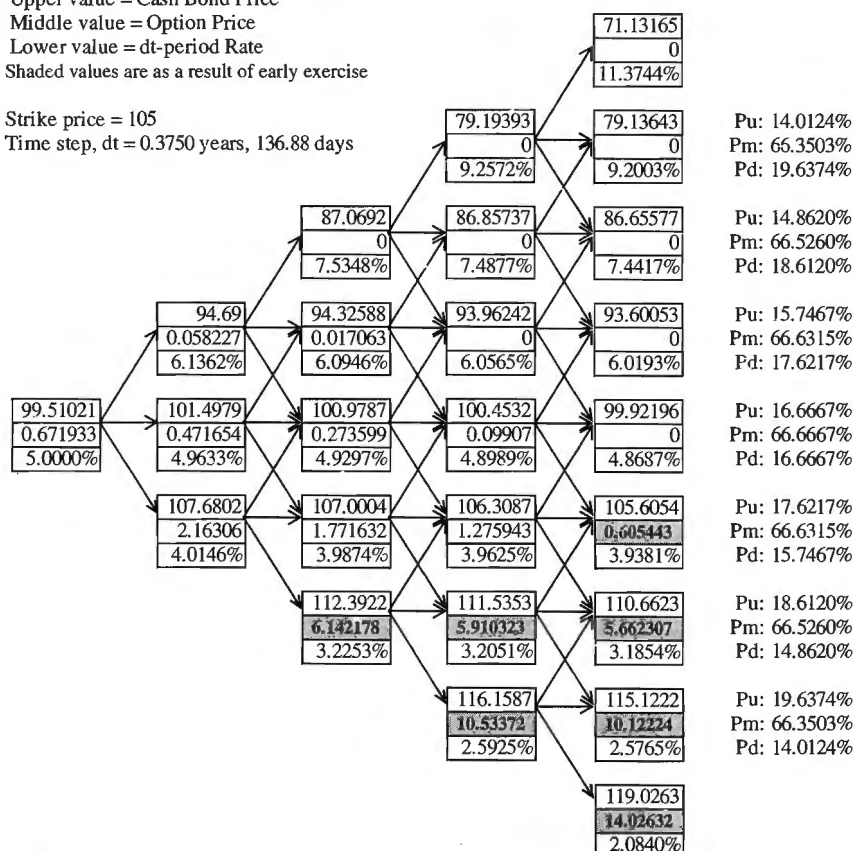 Upper value = Cash Bond Price
Middle value = Option Price
Lower value = dt-period Rate
Shaded values are as a result of early exercise
Strike price = 105
Time step, dt = 0.3750 years, 136.88 days
71.13165
0
11.3744%
79.19393 79.13643 Pu: 14.0124%
0 0 Pm: 66.3503%
9.2572% 9.2003% Pd: 19.6374%
87.0692 86.85737 86.65577 Pu: 14.8620%
0 0 0 Pm: 66.5260%
7.5348% 7.4877% 7.4417% Pd: 18.6120%
94.69 94.32588 93.96242 93.60053 Pu: 15.7467%
0.058227 0.017063 0 0 Pm: 66.6315%
6.1362% 6.0946% 6.0565% 6.0193% Pd: 17.6217%
99.51021 101.4979 100.9787 100.4532 99.92196 Pu: 16.6667%
0.671933 0.471654 0.273599 0.09907 0 Pm: 66.6667%
5.0000% 4.9633% 4.9297% 4.8989% 4.8687% Pd: 16.6667%
107.6802 107.0004 106.3087 105.6054 Pu: 17.6217%
2.16306 1.771632 1.275943 0.605443 Pm: 66.6315%
4.0146% 3.9874% 3.9625% 3.9381% Pd: 15.7467%
112.3922 111.5353 110.6623 Pu: 18.6120%
6.142178 5.910323 5.662307 Pm: 66.5260%
3.2253% 3.2051% 3.1854% Pd: 14.8620%
116.1587 115.1222 Pu: 19.6374%
10.53372 10.12224 Pm: 66.3503%
2.5925% 2.5765% Pd: 14.0124%
119.0263
14.02632
2.0840%